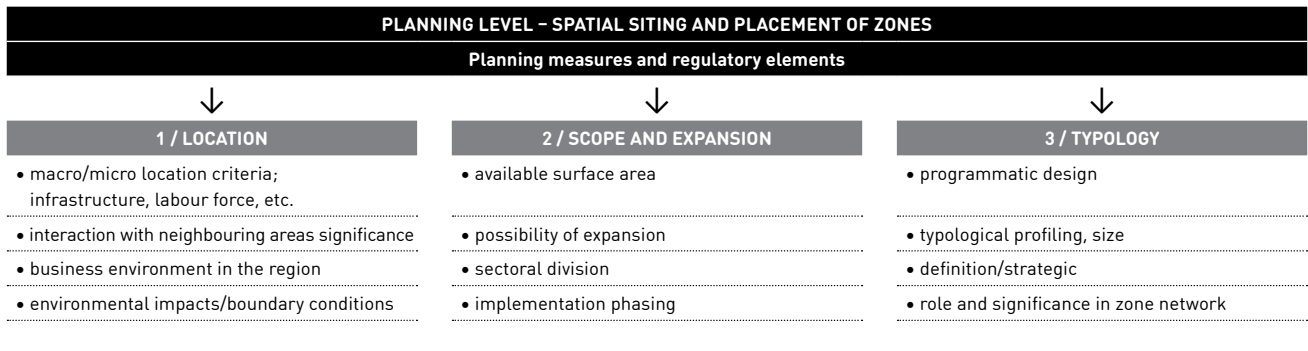 PLANNING LEVEL – SPATIAL SITING AND PLACEMENT OF ZONES
Planning measures and regulatory elements
1 / LOCATION
• macro/micro location criteria;
infrastructure, labour force, etc.
• interaction with neighbouring areas significance
• business environment in the region
• environmental impacts/boundary conditions
2 / SCOPE AND EXPANSION
• available surface area
• possibility of expansion
• sectoral division
• implementation phasing
3 / TYPOLOGY
• programmatic design
• typological profiling, size
• definition/strategic
• role and significance in zone network